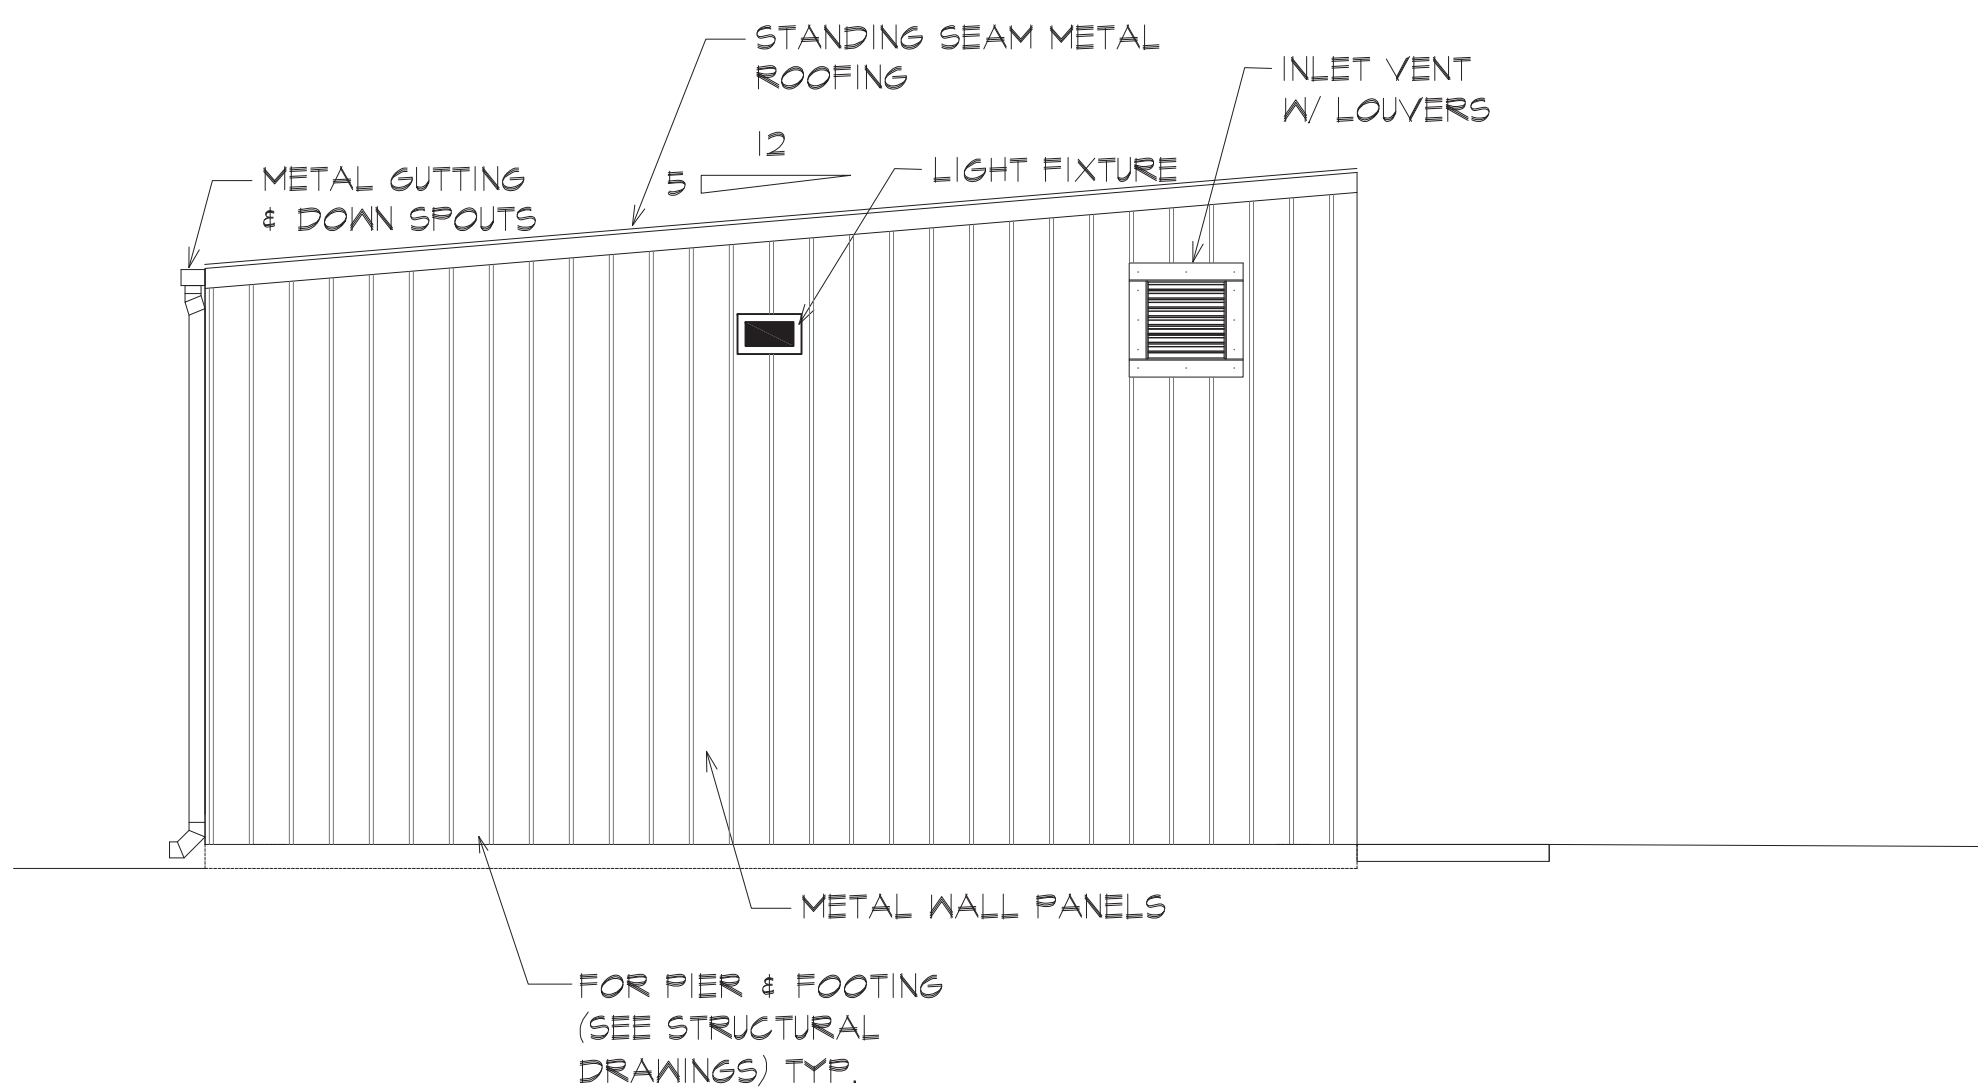 STANDING SEAM METAL
ROOFING
INLET VENT
W/ LOUVERS
12
5
LIGHT FIXTURE
METAL GUTTING
& DOWN SPOUTS
METAL WALL PANELS
FOR PIER & FOOTING
(SEE STRUCTURAL
DRAWINGS) TYP.